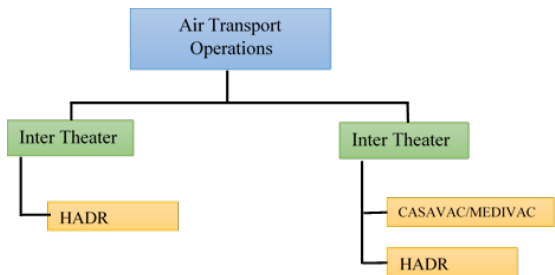 Air Transport
Operations
Inter Theater
Inter Theater
HADR
CASAVAC/MEDIVAC
HADR